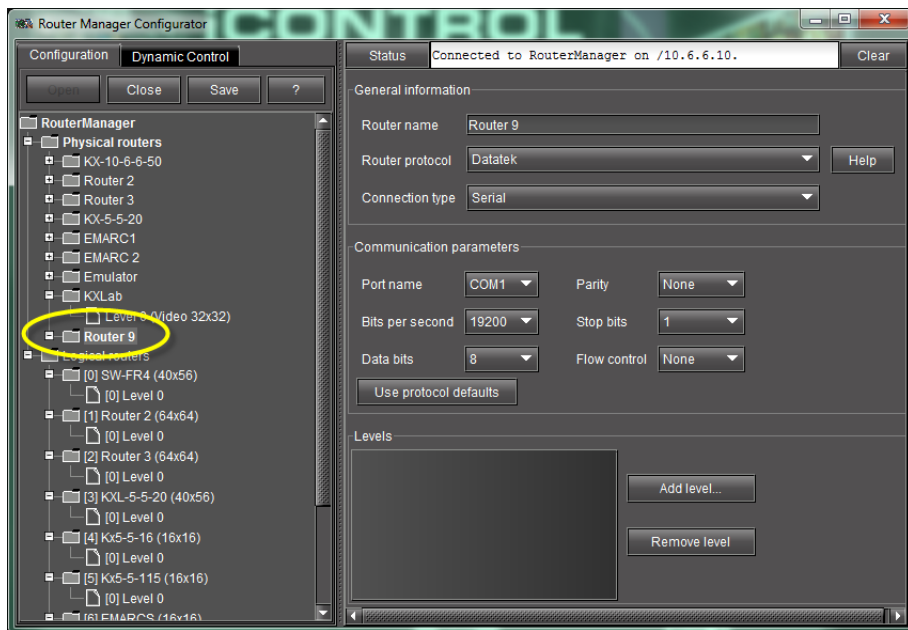 CONTROL
Router Manager Configurator
Configuration Dynamic Control
Open Close Save ?
RouterManager
Physical routers
KX-10-6-6-50
Router 2
Router 3
KX-5-5-20
EMARC1
EMARC 2
Emulator
KXLab
Level 0 (Video 32x32)
Router 9
Logical routers
[0] SW-FR4 (40x56)
[0] Level 0
[1] Router 2 (64x64)
[0] Level 0
[2] Router 3 (64x64)
[0] Level 0
[3] KXL-5-5-20 (40x56)
[0] Level 0
[4] Kx5-5-16 (16x16)
[0] Level 0
[5] Kx5-5-115 (16x16)
[0] Level 0
[6] EMARCS (16x16)
Status Connected to RouterManager on /10.6.6.10. Clear
General information
Router name Router 9
Router protocol Datatek Help
Connection type Serial
Communication parameters
Port name COM1 Parity None
Bits per second 19200 Stop bits 1
Data bits 8 Flow control None
Use protocol defaults
Levels
Add level...
Remove level